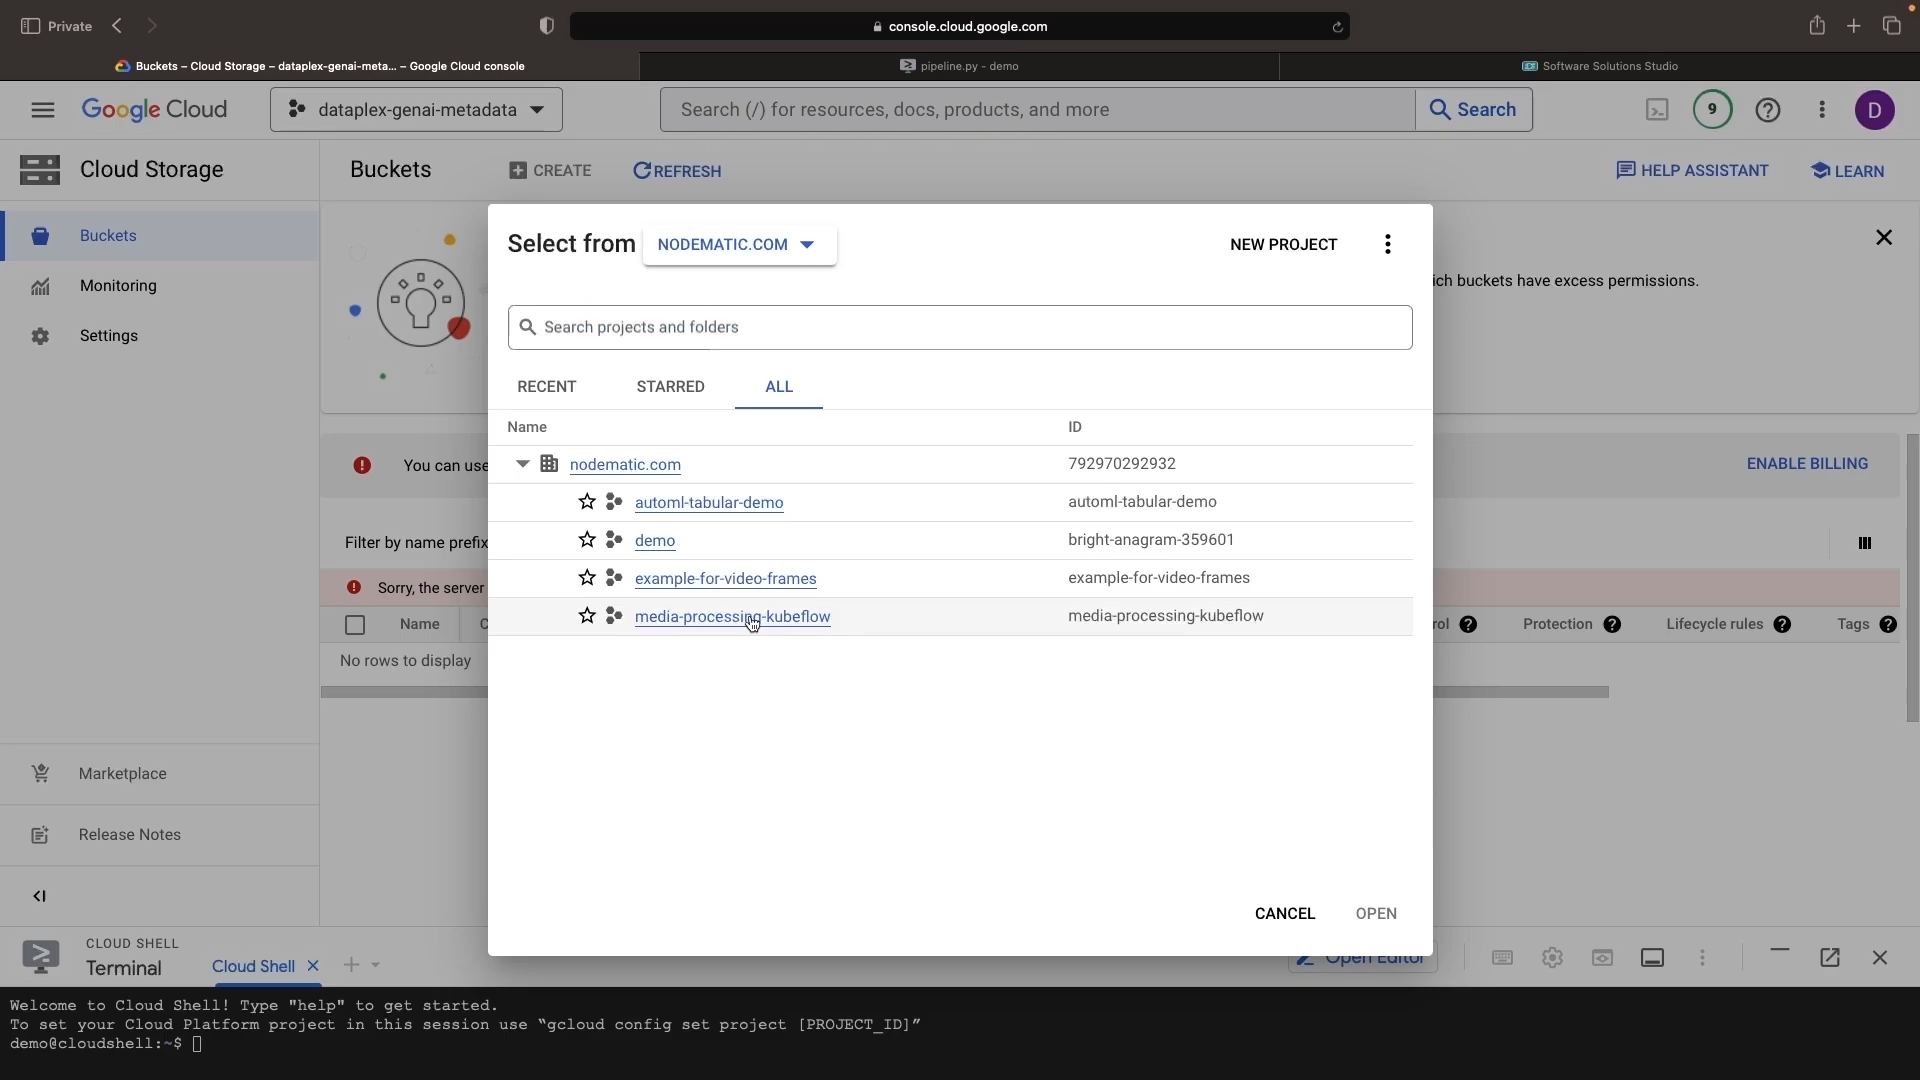 Private
console.cloud.google.com
Buckets – Cloud Storage – dataplex-genai-meta... – Google Cloud console
pipeline.py - demo
Software Solutions Studio
Google Cloud
dataplex-genai-metadata
Search (/) for resources, docs, products, and more
Search
9
D
Cloud Storage
Buckets
CREATE
REFRESH
HELP ASSISTANT
LEARN
Buckets
Monitoring
Settings
Marketplace
Release Notes
Select from
NODEMATIC.COM
NEW PROJECT
Search projects and folders
RECENT
STARRED
ALL
Name
ID
nodematic.com
792970292932
automl-tabular-demo
automl-tabular-demo
demo
bright-anagram-359601
example-for-video-frames
example-for-video-frames
media-processing-kubeflow
media-processing-kubeflow
CANCEL
OPEN
ich buckets have excess permissions.
You can use
ENABLE BILLING
Filter by name prefix
Sorry, the server
Name
C
rol
Protection
Lifecycle rules
Tags
No rows to display
CLOUD SHELL
Terminal
Cloud Shell
Open Editor
Welcome to Cloud Shell! Type "help" to get started.
To set your Cloud Platform project in this session use “gcloud config set project [PROJECT_ID]”
demo@cloudshell:~$